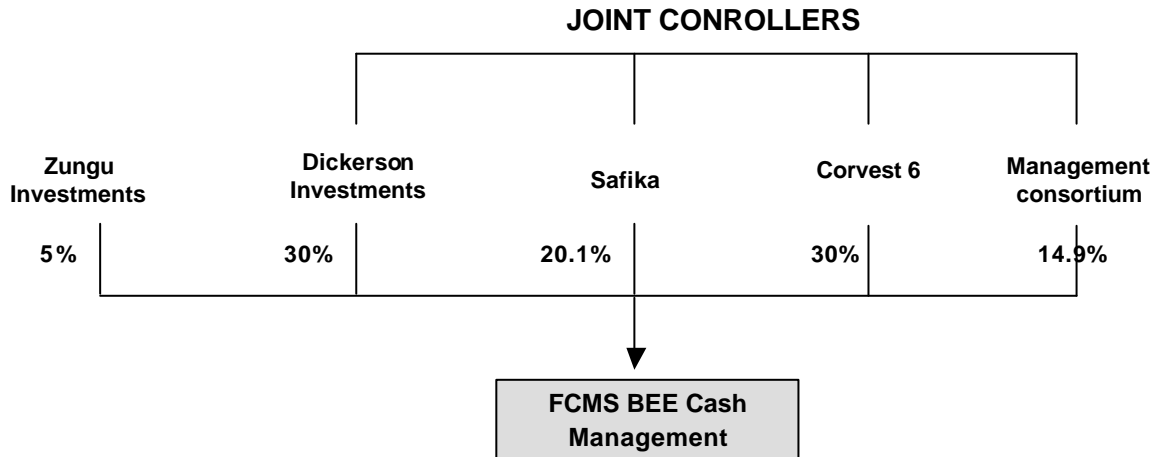 JOINT CONROLLERS
Zungu
Investments
Dickerson
Investments
Safika
Corvest 6
Management
consortium
5%
30%
20.1%
30%
14.9%
FCMS BEE Cash
Management